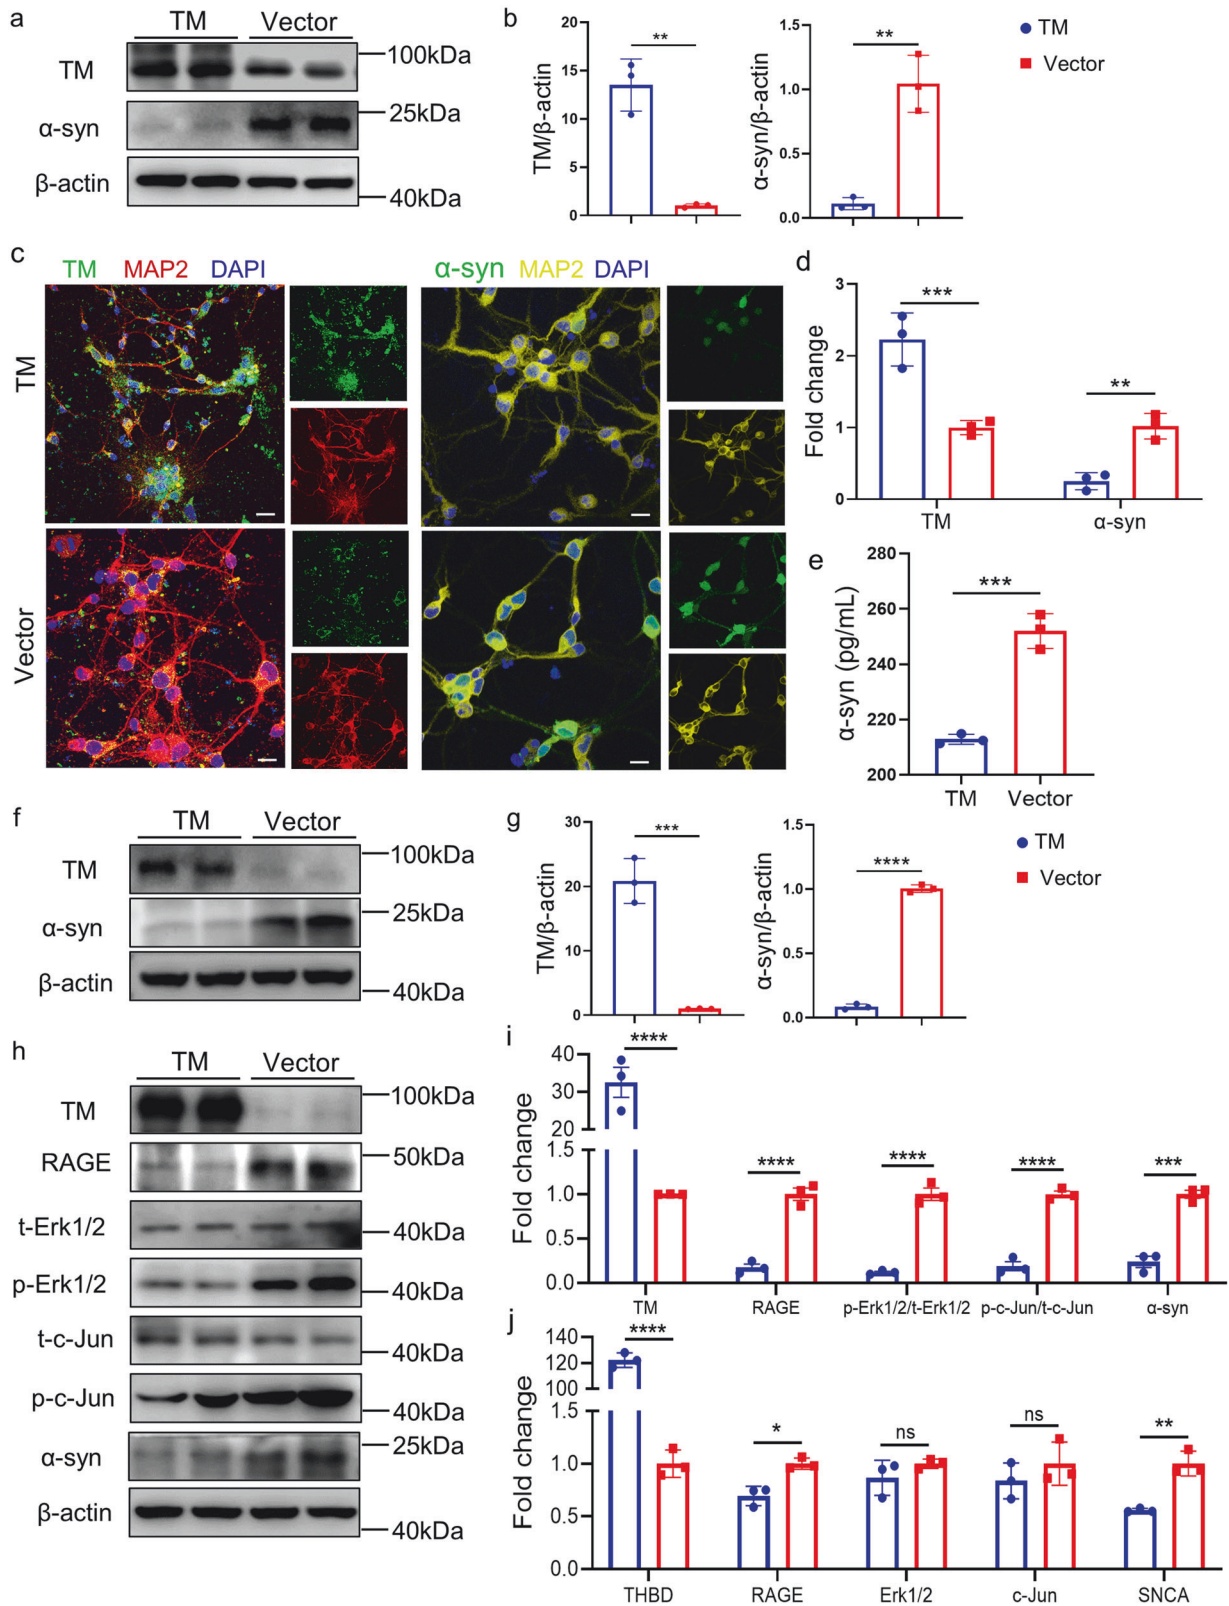 a
TM Vector
TM
100kDa
α-syn
25kDa
β-actin
40kDa
b
TM/β-actin
20
15
10
5
0
**
α-syn/β-actin
1.5
1.0
0.5
0.0
**
TM
Vector
c
TM MAP2 DAPI
α-syn MAP2 DAPI
TM
Vector
d
Fold change
3
2
1
0
***
**
TM α-syn
e
α-syn (pg/mL)
280
260
240
220
200
***
TM Vector
f
TM Vector
TM
100kDa
α-syn
25kDa
β-actin
40kDa
g
TM/β-actin
30
20
10
0
***
α-syn/β-actin
1.5
1.0
0.5
0.0
****
TM
Vector
h
TM Vector
TM
100kDa
RAGE
50kDa
t-Erk1/2
40kDa
p-Erk1/2
40kDa
t-c-Jun
40kDa
p-c-Jun
40kDa
α-syn
25kDa
β-actin
40kDa
i
Fold change
40
30
20
1.5
1.0
0.5
0.0
****
****
****
****
***
TM RAGE p-Erk1/2/t-Erk1/2 p-c-Jun/t-c-Jun α-syn
j
Fold change
140
120
100
1.5
1.0
0.5
0.0
****
*
ns
ns
**
THBD RAGE Erk1/2 c-Jun SNCA